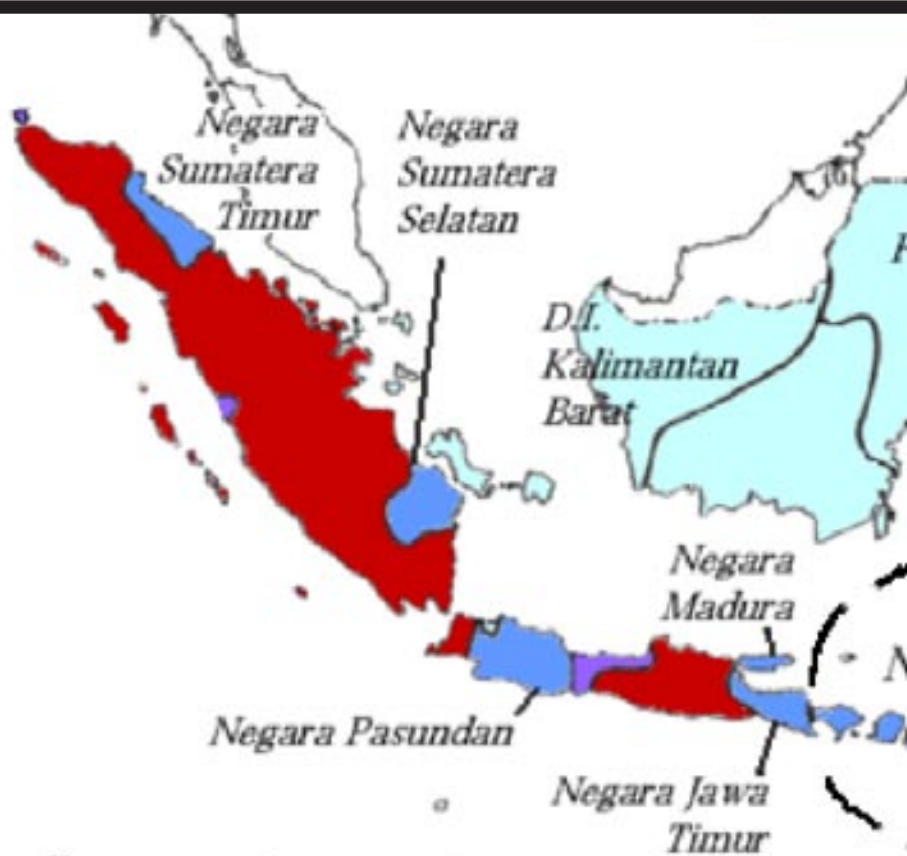 Negara
Sumatera
Timur
Negara
Sumatera
Selatan
D.I.
Kalimantan
Barat
Negara
Madura
Negara Pasundan
Negara Jawa
Timur